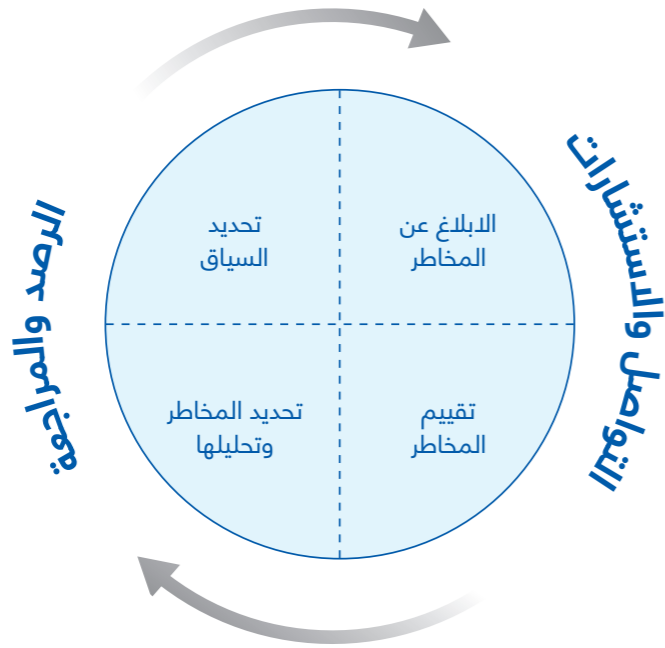 التواصل والاستشارات
الابلاغ عن
المخاطر
تحديد
السياق
تقييم
المخاطر
تحديد المخاطر
وتحليلها
الرصد والمراجعة